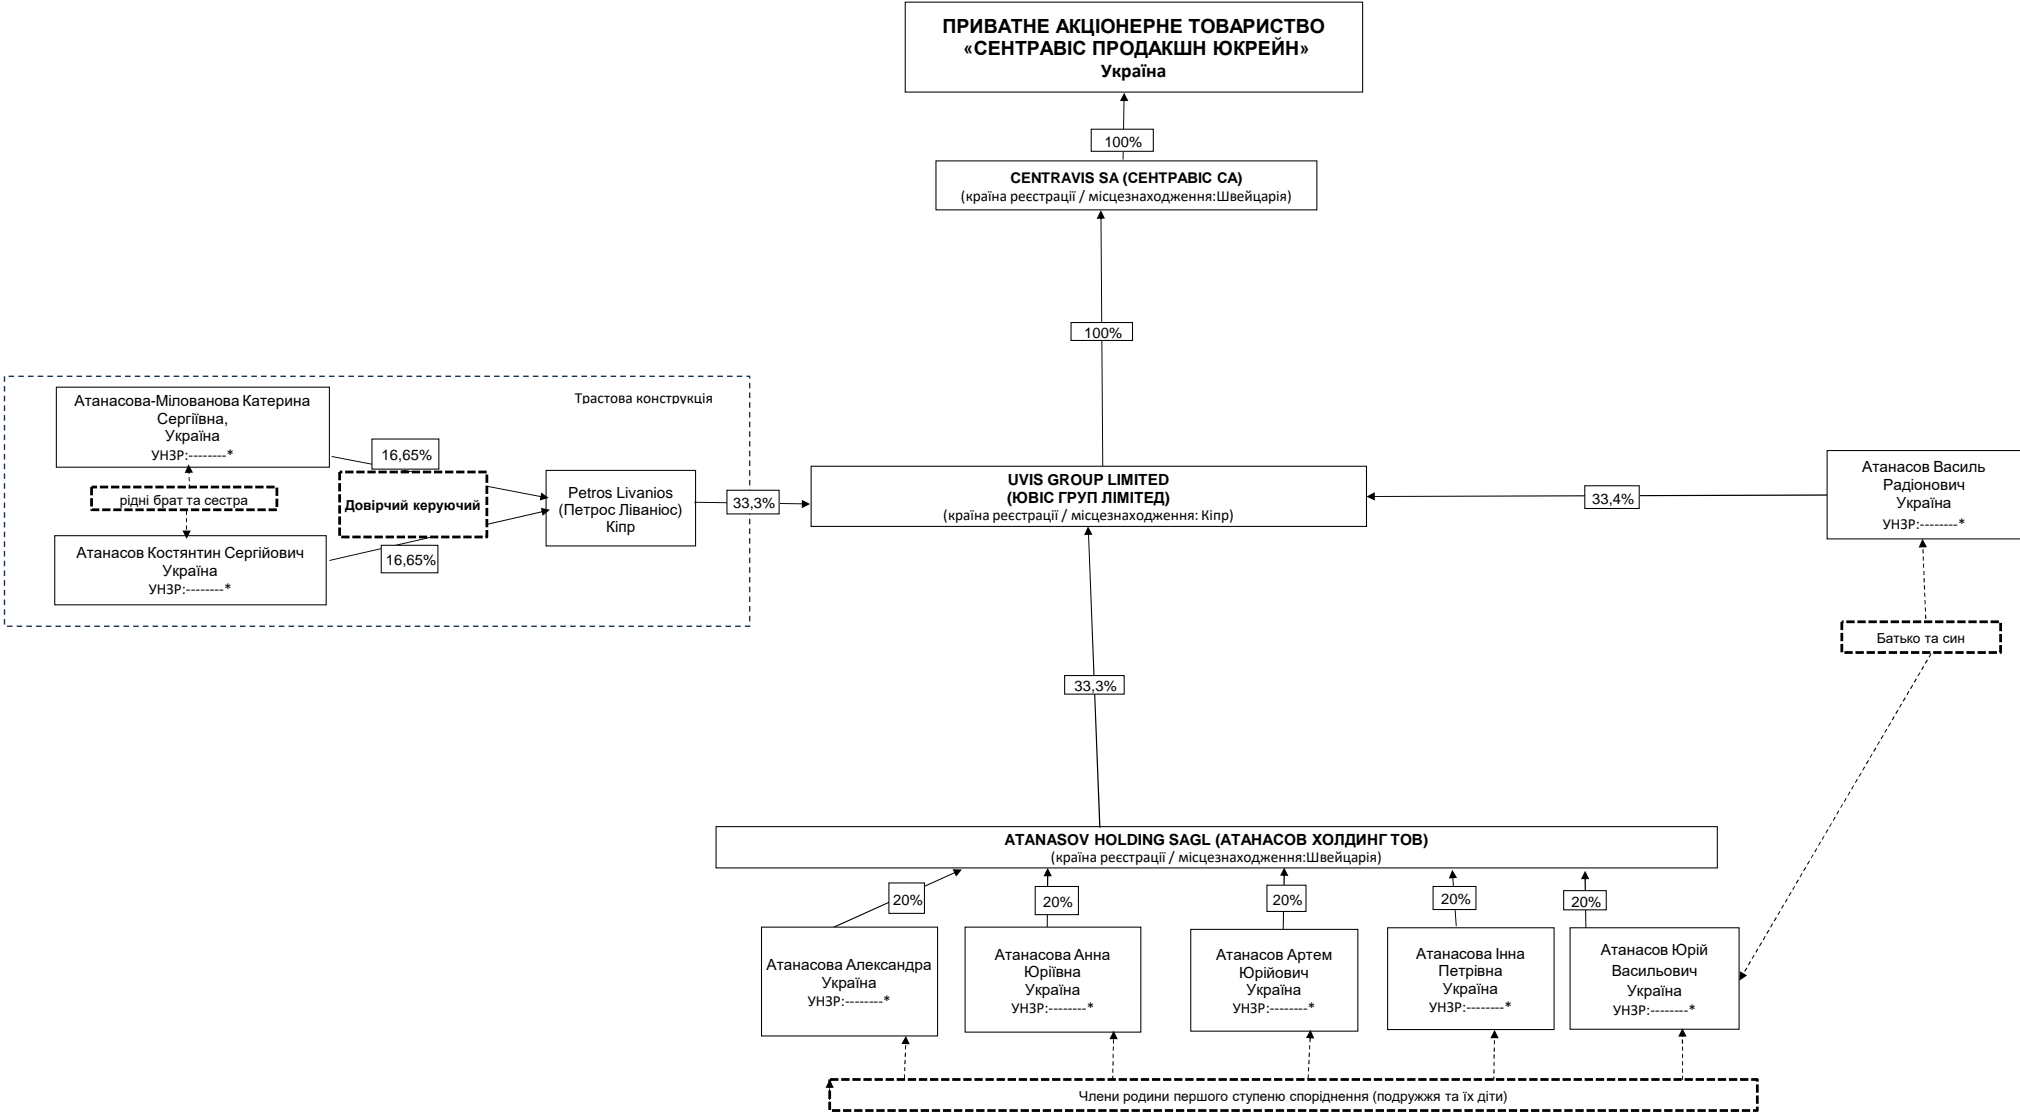 ПРИВАТНЕ АКЦІОНЕРНЕ ТОВАРИСТВО
«СЕНТРАВІС ПРОДАКШН ЮКРЕЙН»
Україна
100%
CENTRAVIS SA (СЕНТРАВІС СА)
(країна реєстрації / місцезнаходження:Швейцарія)
100%
Трастова конструкція
Атанасова-Мілованова Катерина
Сергіївна,
Україна
УНЗР:--------*
16,65%
рідні брат та сестра
Довірчий керуючий
Атанасов Костянтин Сергійович
Україна
УНЗР:--------*
16,65%
Petros Livanios
(Петрос Ліваніос)
Кіпр
33,3%
UVIS GROUP LIMITED
(ЮВІС ГРУП ЛІМІТЕД)
(країна реєстрації / місцезнаходження: Кіпр)
33,4%
Атанасов Василь
Радіонович
Україна
УНЗР:--------*
Батько та син
33,3%
ATANASOV HOLDING SAGL (АТАНАСОВ ХОЛДИНГ ТОВ)
(країна реєстрації / місцезнаходження:Швейцарія)
20%
20%
20%
20%
20%
Атанасова Александра
Україна
УНЗР:--------*
Атанасова Анна
Юріївна
Україна
УНЗР:--------*
Атанасов Артем
Юрійович
Україна
УНЗР:--------*
Атанасова Інна
Петрівна
Україна
УНЗР:--------*
Атанасов Юрій
Васильович
Україна
УНЗР:--------*
Члени родини першого ступеню споріднення (подружжя та їх діти)